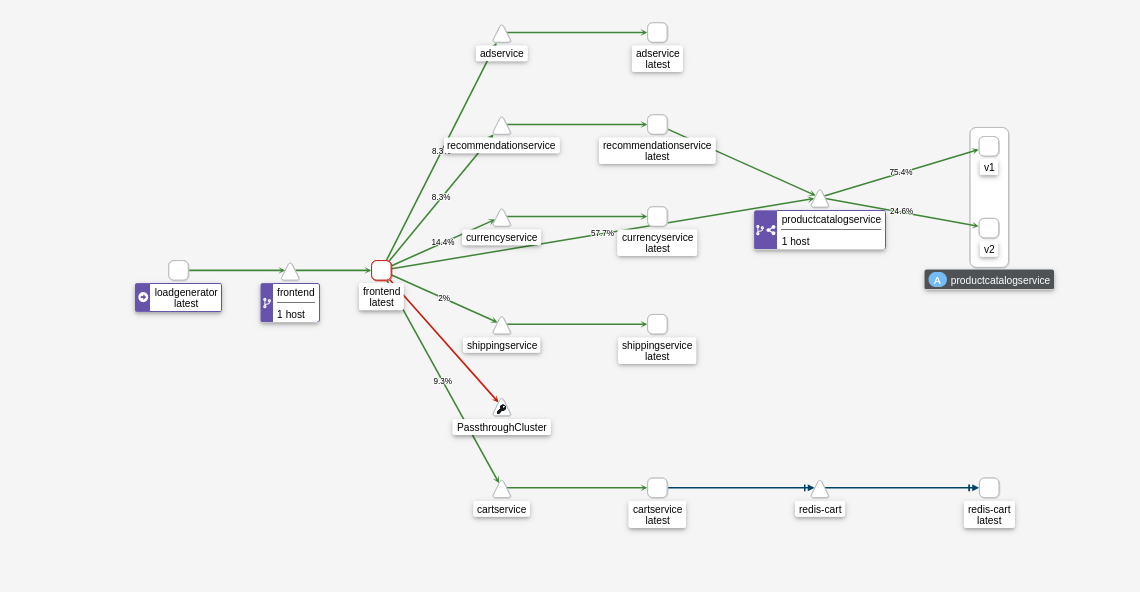 adservice
adservice
latest
8.3%
recommendationservice
recommendationservice
latest
v1
75.4%
8.3%
productcatalogservice
1 host
24.6%
14.4%
currencyservice
57.7%
currencyservice
latest
v2
A productcatalogservice
loadgenerator
latest
frontend
1 host
frontend
latest
2%
shippingservice
shippingservice
latest
9.3%
PassthroughCluster
cartservice
cartservice
latest
redis-cart
redis-cart
latest